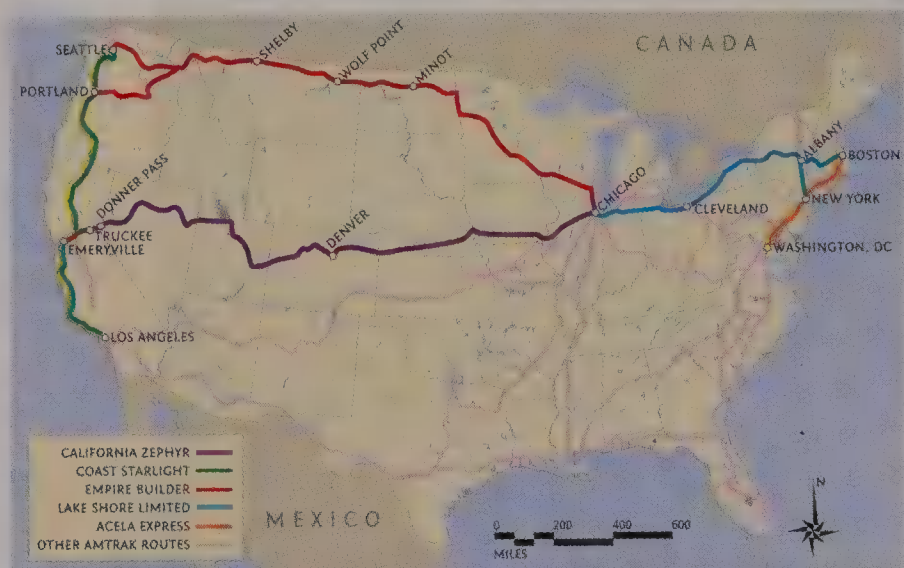 CANADA
SEATTLE
SHELBY
WOLF POINT
MINOT
PORTLAND
ALBANY
BOSTON
DONNER PASS
CHICAGO
NEW YORK
CLEVELAND
TRUCKEE
EMERYVILLE
DENVER
WASHINGTON, DC
LOS ANGELES
CALIFORNIA ZEPHYR
COAST STARLIGHT
EMPIRE BUILDER
LAKE SHORE LIMITED
ACELA EXPRESS
OTHER AMTRAK ROUTES
MEXICO
0 200 400 600
MILES
N